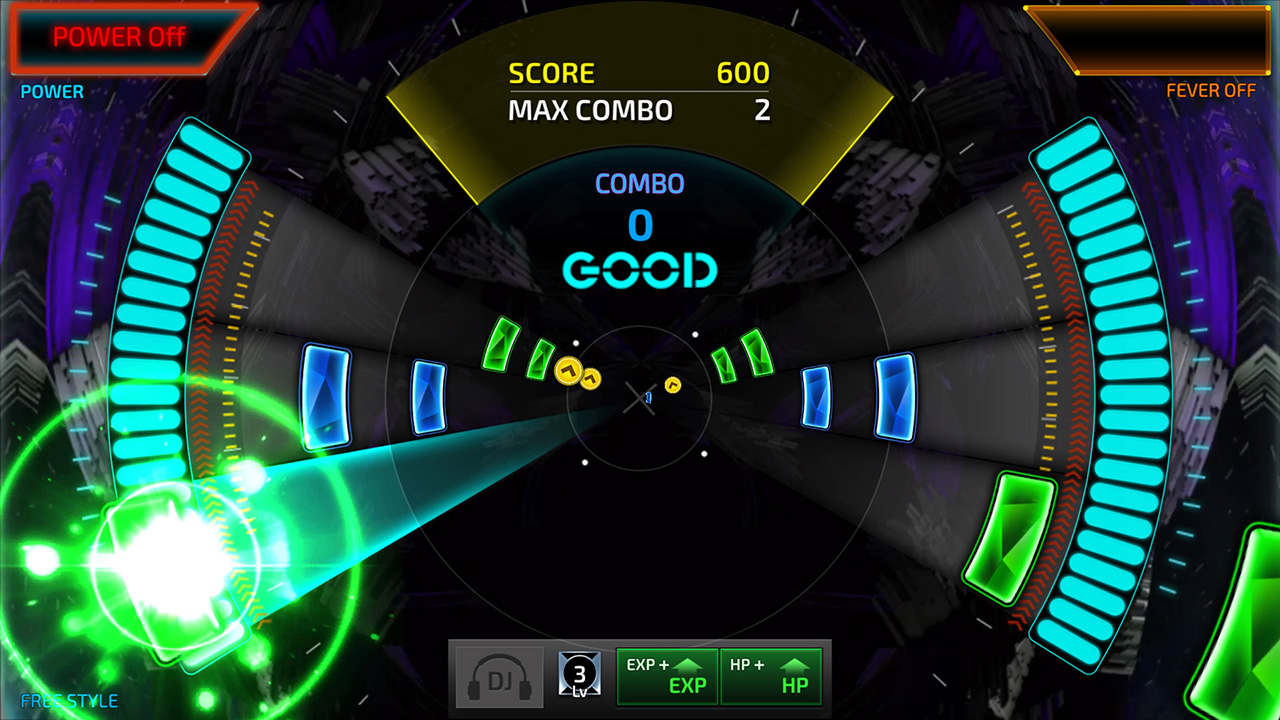 POWER Off
POWER
SCORE 600
MAX COMBO 2
FEVER OFF
COMBO
0
GOOD
DJ
3
Lv
EXP +
EXP
HP +
HP
FREE STYLE